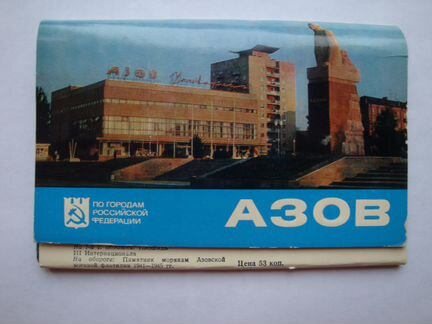 АЗОВ
ПО ГОРОДАМ
РОССИЙСКОЙ
ФЕДЕРАЦИИ
АЗОВ
III Интернационала
На обороте: Памятник морякам Азовской
военной флотилии 1941—1945 гг.
Цена 53 коп.